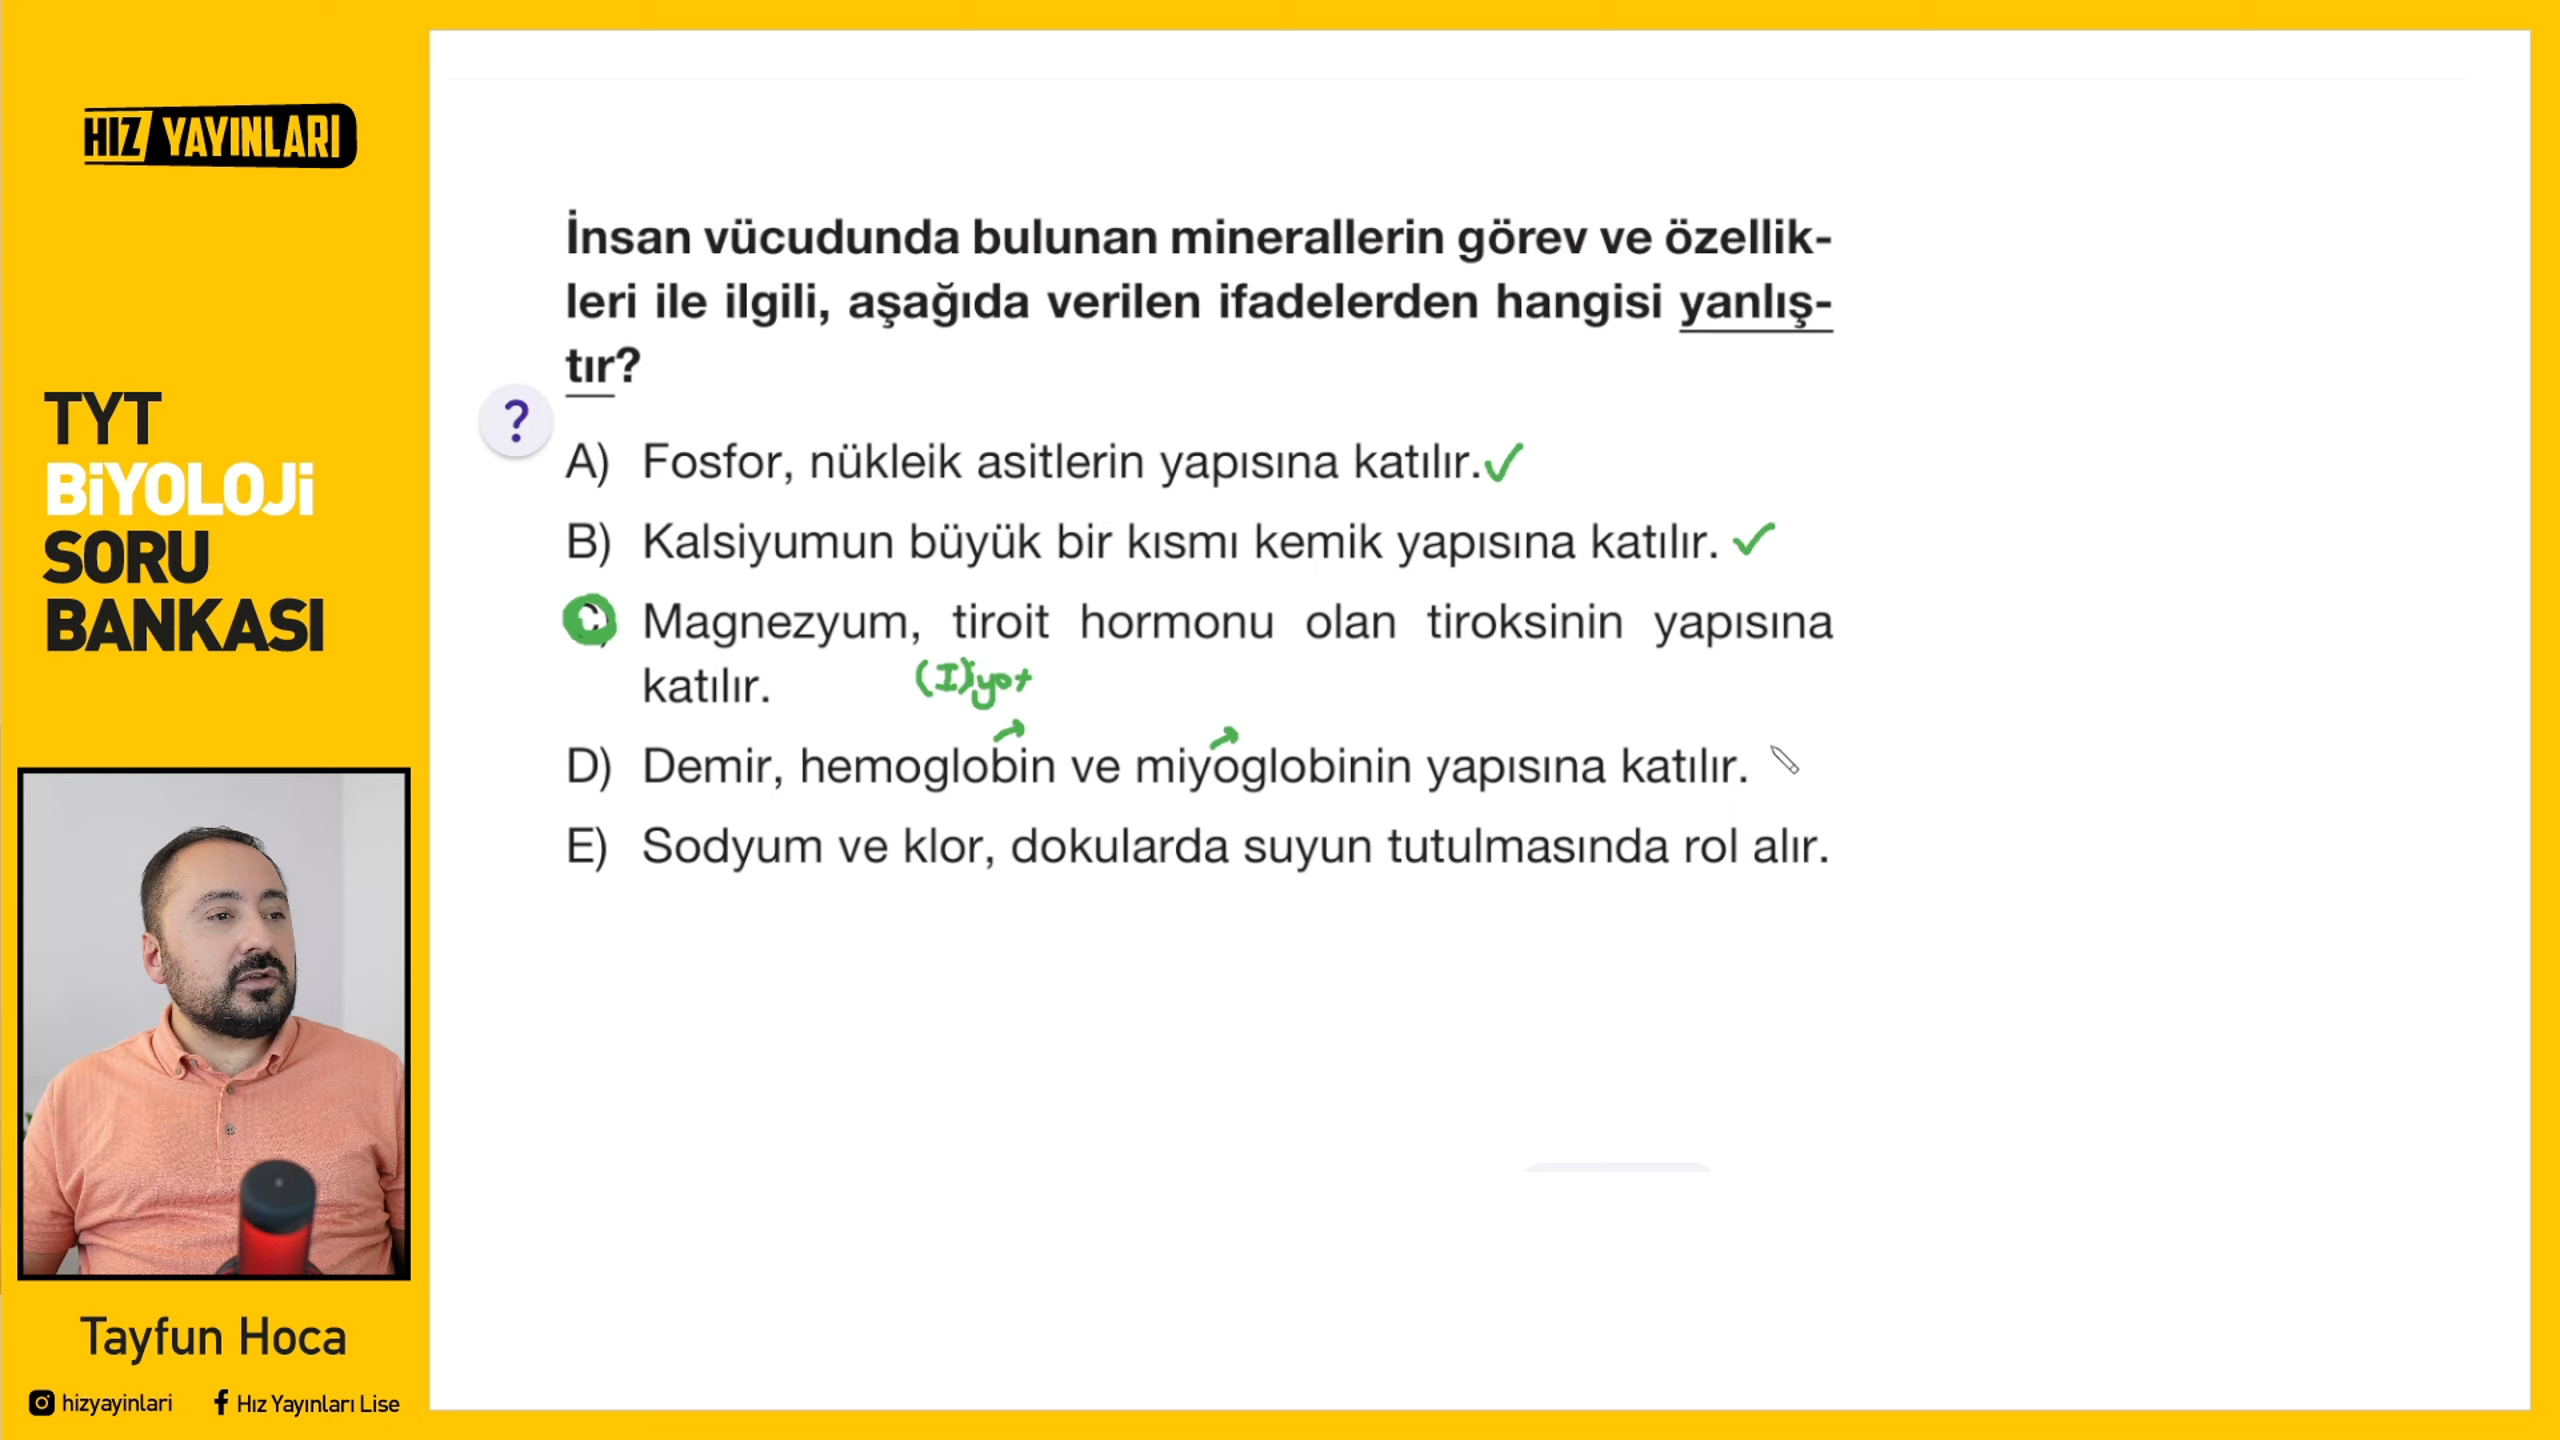 HIZ YAYINLARI
TYT
BİYOLOJİ
SORU
BANKASI
Tayfun Hoca
hizyayinlari
Hız Yayınları Lise
İnsan vücudunda bulunan minerallerin görev ve özellik-
leri ile ilgili, aşağıda verilen ifadelerden hangisi yanlış-
tır?
?
A) Fosfor, nükleik asitlerin yapısına katılır.
B) Kalsiyumun büyük bir kısmı kemik yapısına katılır.
C) Magnezyum, tiroit hormonu olan tiroksinin yapısına
katılır.
(I) iyot
D) Demir, hemoglobin ve miyoglobinin yapısına katılır.
E) Sodyum ve klor, dokularda suyun tutulmasında rol alır.